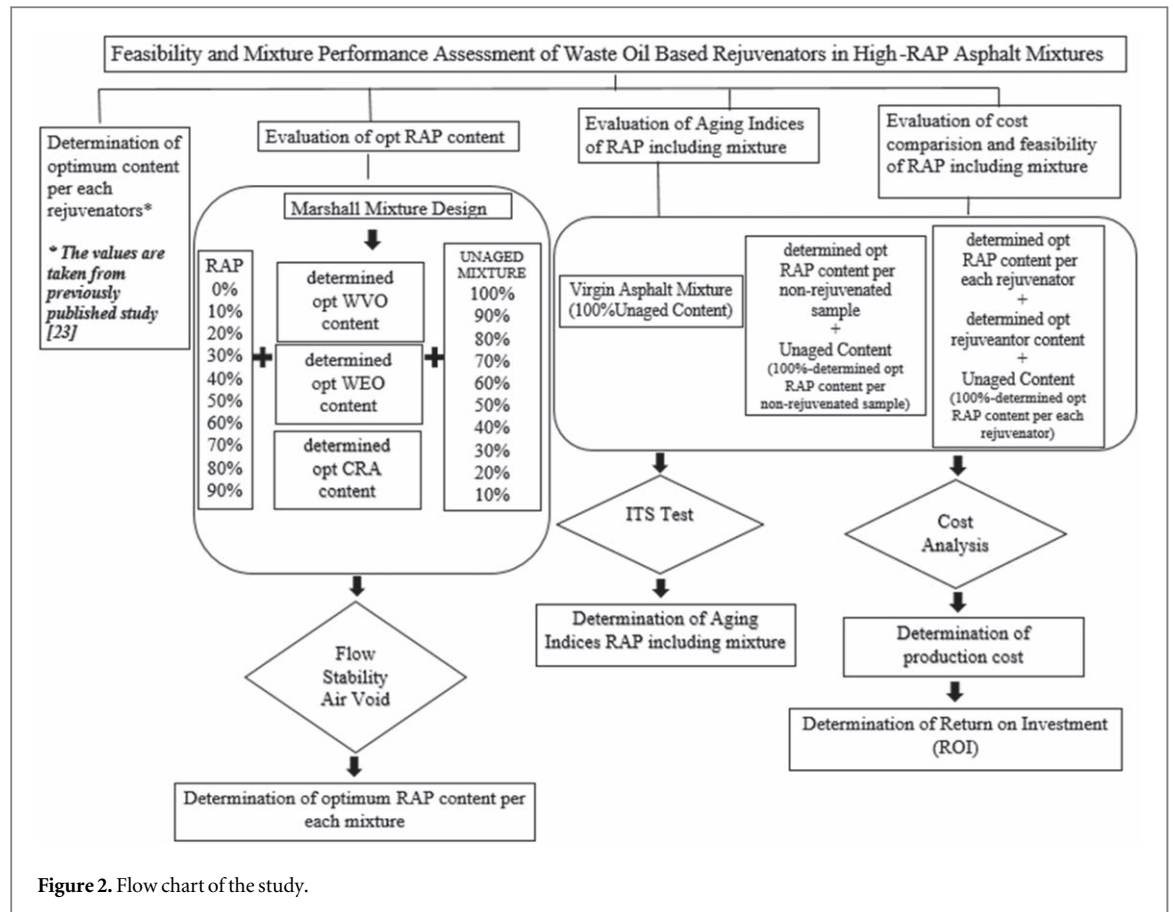 Feasibility and Mixture Performance Assessment of Waste Oil Based Rejuvenators in High-RAP Asphalt Mixtures
Determination of
optimum content
per each
rejuvenators*
* The values are
taken from
previously
published study
[23]
Evaluation of opt RAP content
Marshall Mixture Design
RAP
0%
10%
20%
30%
40%
50%
60%
70%
80%
90%
+
determined
opt WVO
content
determined
opt WEO
content
determined
opt CRA
content
+
UNAGED
MIXTURE
100%
90%
80%
70%
60%
50%
40%
30%
20%
10%
Flow
Stability
Air Void
Determination of optimum RAP content per
each mixture
Evaluation of Aging Indices
of RAP including mixture
Evaluation of cost
comparision and feasibility
of RAP including mixture
Virgin Asphalt Mixture
(100%Unaged Content)
determined opt
RAP content per
non-rejuvenated
sample
+
Unaged Content
(100%-determined opt
RAP content per
non-rejuvenated sample)
determined opt
RAP content per
each rejuvenator
+
determined opt
rejuveantor content
+
Unaged Content
(100%-determined opt
RAP content per each
rejuvenator)
ITS Test
Determination of Aging
Indices RAP including mixture
Cost
Analysis
Determination of
production cost
Determination of Return on Investment
(ROI)
Figure 2. Flow chart of the study.